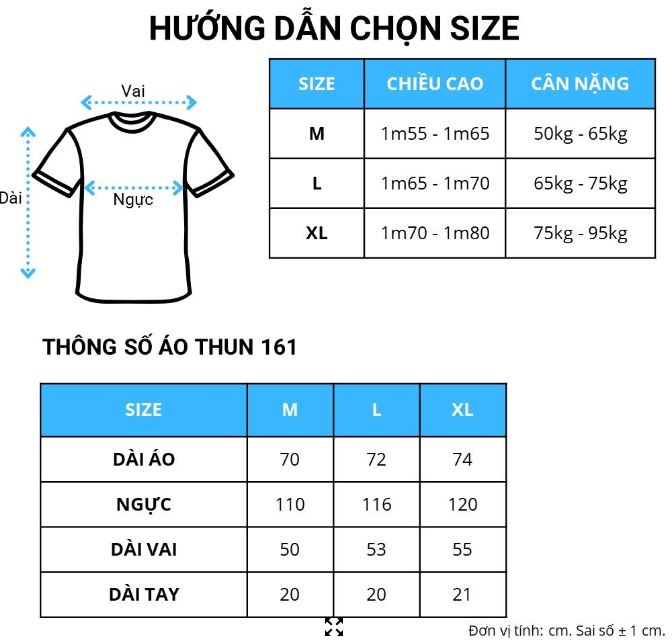 HƯỚNG DẪN CHỌN SIZE
Vai
Dài
Ngực
SIZE CHIỀU CAO CÂN NẶNG
M 1m55 - 1m65 50kg - 65kg
L 1m65 - 1m70 65kg - 75kg
XL 1m70 - 1m80 75kg - 95kg
THÔNG SỐ ÁO THUN 161
SIZE M L XL
DÀI ÁO 70 72 74
NGỰC 110 116 120
DÀI VAI 50 53 55
DÀI TAY 20 20 21
Đơn vị tính: cm. Sai số ± 1 cm.